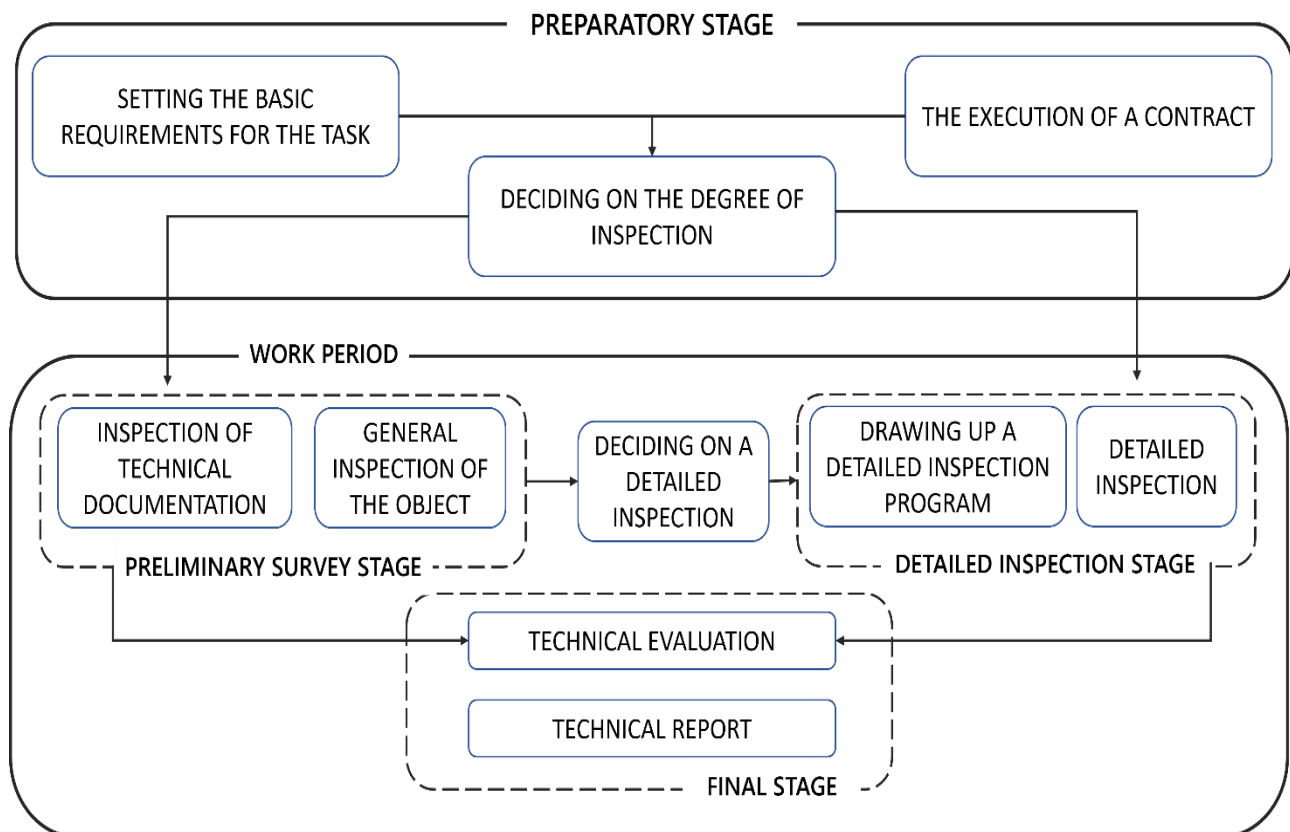 PREPARATORY STAGE
SETTING THE BASIC
REQUIREMENTS FOR THE TASK
THE EXECUTION OF A CONTRACT
DECIDING ON THE DEGREE OF
INSPECTION
WORK PERIOD
INSPECTION OF
TECHNICAL
DOCUMENTATION
GENERAL
INSPECTION OF
THE OBJECT
DECIDING ON A
DETAILED
INSPECTION
DRAWING UP A
DETAILED INSPECTION
PROGRAM
DETAILED
INSPECTION
PRELIMINARY SURVEY STAGE
DETAILED INSPECTION STAGE
TECHNICAL EVALUATION
TECHNICAL REPORT
FINAL STAGE